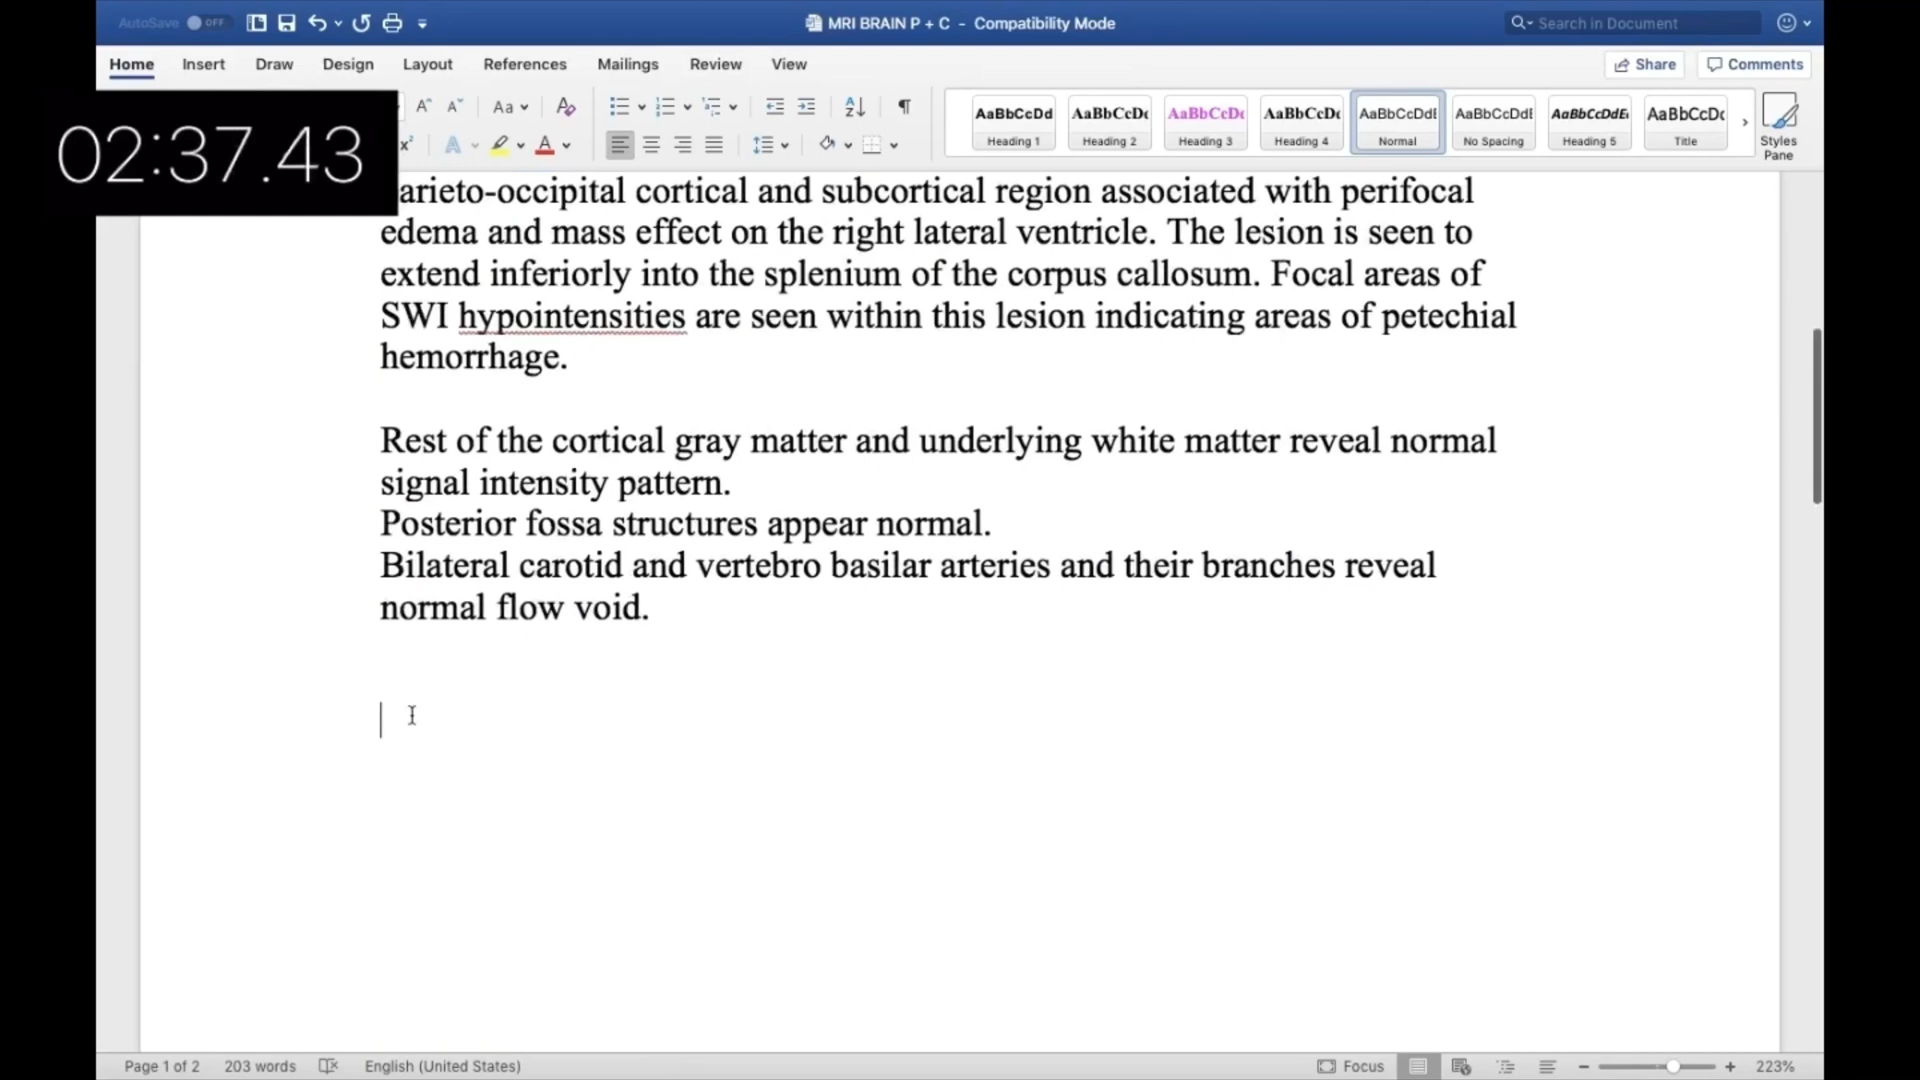 AutoSave OFF
MRI BRAIN P + C - Compatibility Mode
Search in Document
Home Insert Draw Design Layout References Mailings Review View
Share Comments
02:37.43
Aa
AaBbCcDd AaBbCcDc AaBbCcDc AaBbCcDc AaBbCcDdE AaBbCcDdE AaBbCcDdE AaBbCcDc
Heading 1 Heading 2 Heading 3 Heading 4 Normal No Spacing Heading 5 Title
Styles
Pane
arieto-occipital cortical and subcortical region associated with perifocal
edema and mass effect on the right lateral ventricle. The lesion is seen to
extend inferiorly into the splenium of the corpus callosum. Focal areas of
SWI hypointensities are seen within this lesion indicating areas of petechial
hemorrhage.
Rest of the cortical gray matter and underlying white matter reveal normal
signal intensity pattern.
Posterior fossa structures appear normal.
Bilateral carotid and vertebro basilar arteries and their branches reveal
normal flow void.
Page 1 of 2 203 words English (United States) Focus 223%